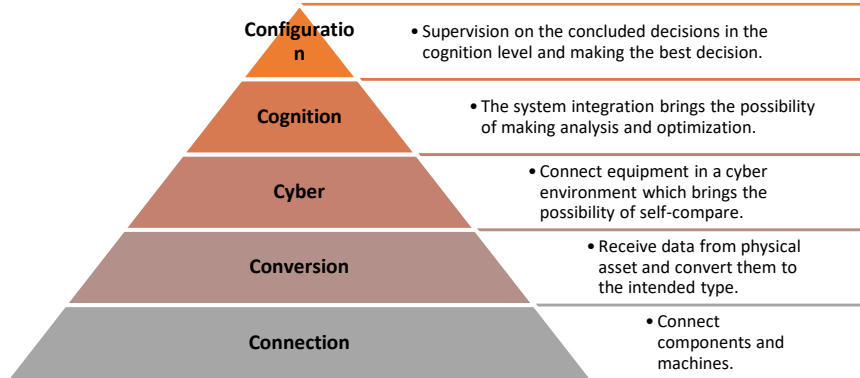 Configuratio
n
• Supervision on the concluded decisions in the
cognition level and making the best decision.
Cognition
• The system integration brings the possibility
of making analysis and optimization.
Cyber
• Connect equipment in a cyber
environment which brings the
possibility of self-compare.
Conversion
• Receive data from physical
asset and convert them to
the intended type.
Connection
• Connect
components and
machines.